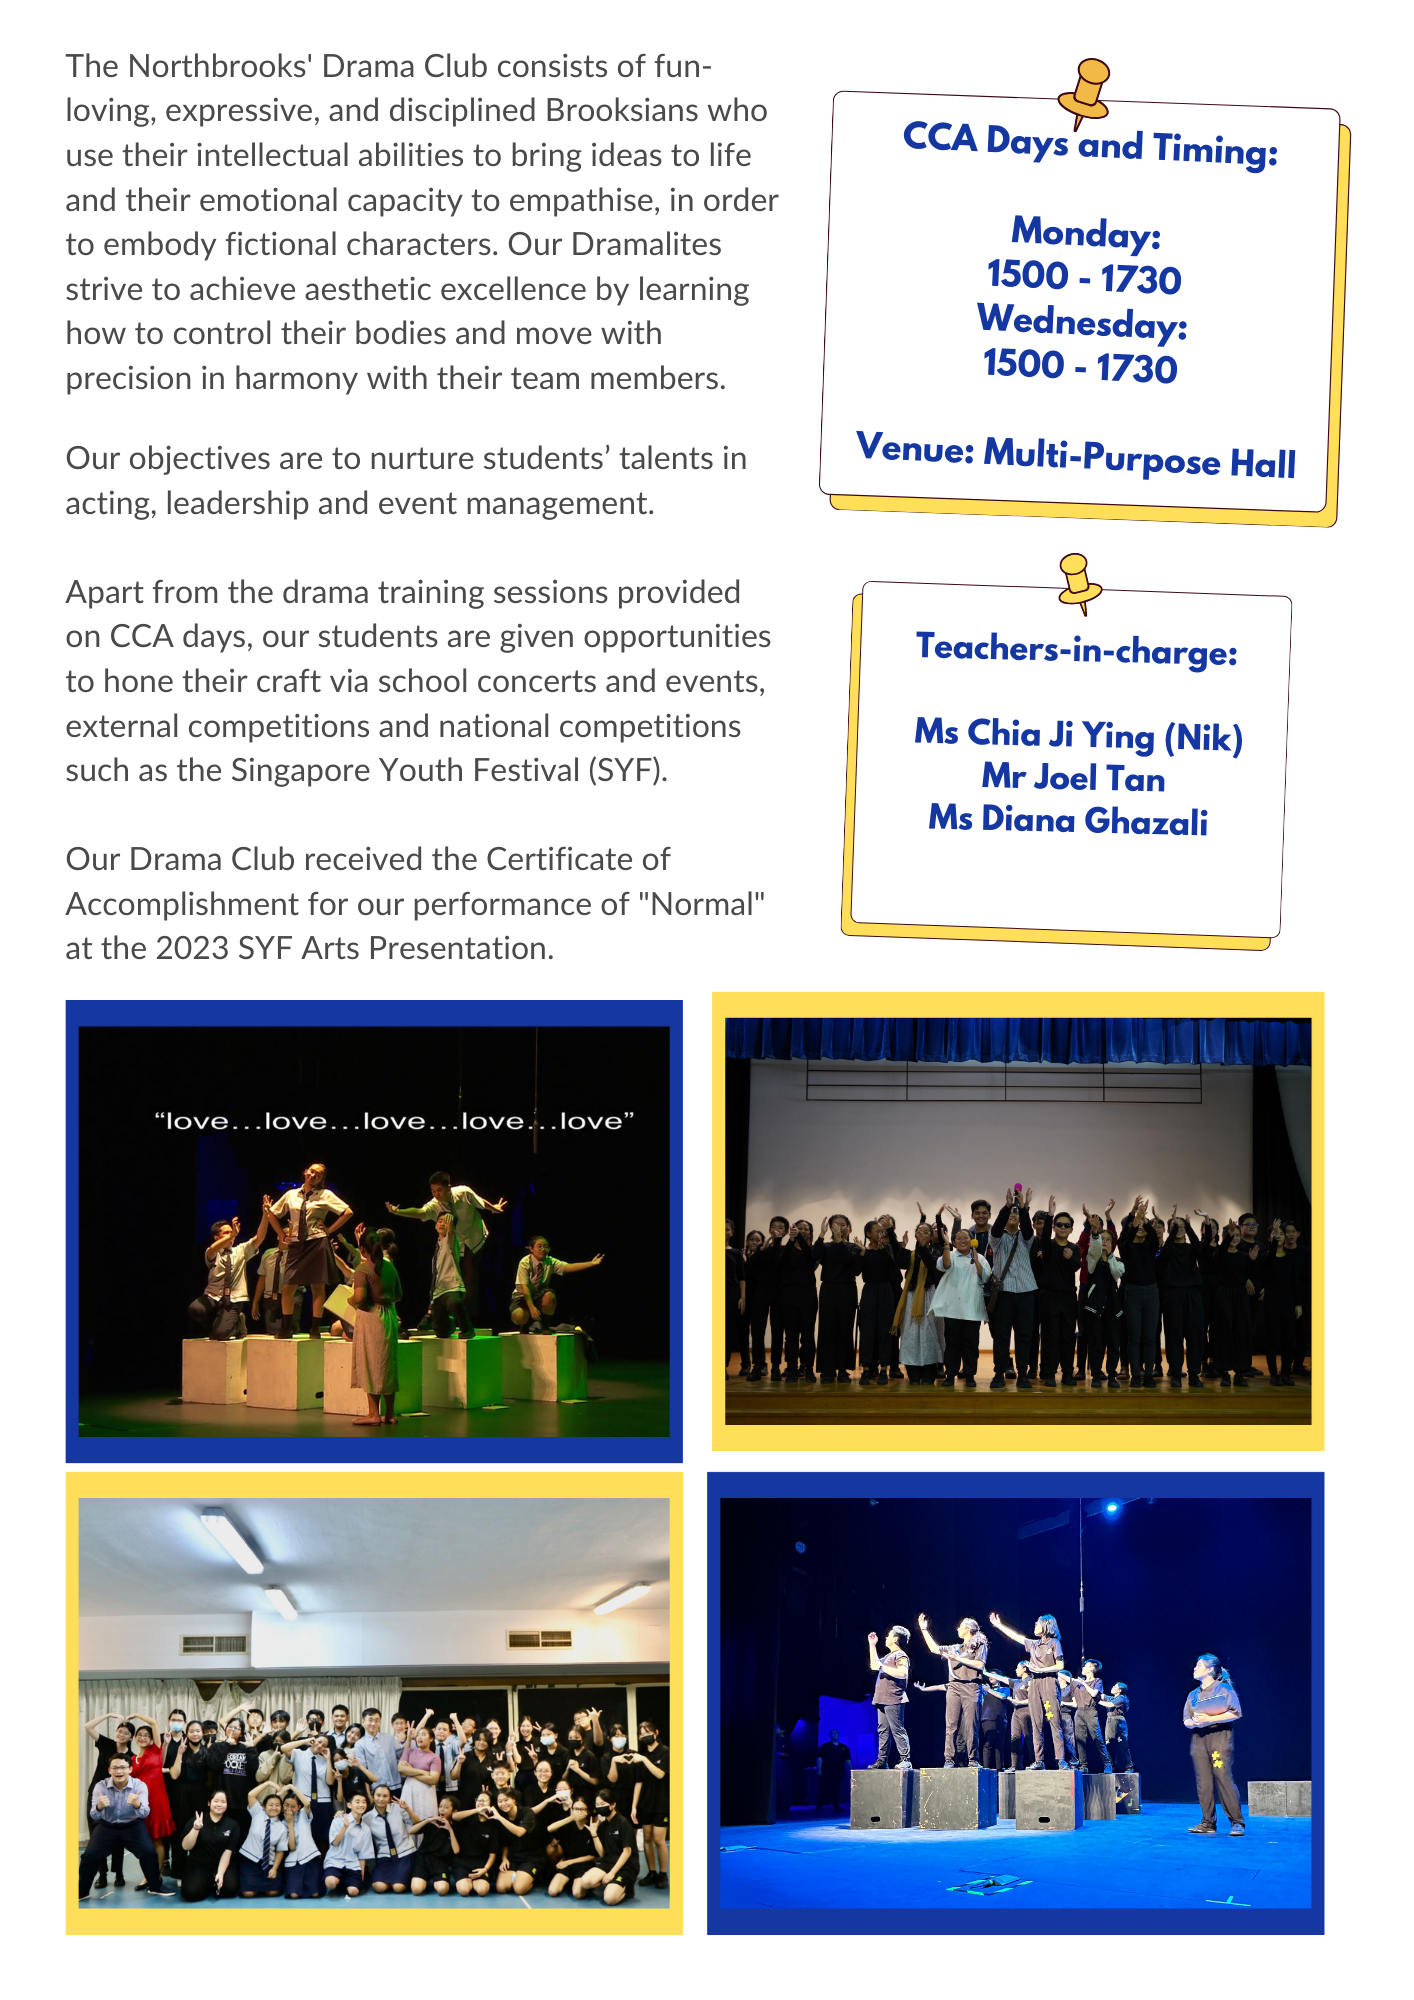 The Northbrooks' Drama Club consists of fun-
loving, expressive, and disciplined Brooksians who
use their intellectual abilities to bring ideas to life
and their emotional capacity to empathise, in order
to embody fictional characters. Our Dramalites
strive to achieve aesthetic excellence by learning
how to control their bodies and move with
precision in harmony with their team members.
Our objectives are to nurture students’ talents in
acting, leadership and event management.
Apart from the drama training sessions provided
on CCA days, our students are given opportunities
to hone their craft via school concerts and events,
external competitions and national competitions
such as the Singapore Youth Festival (SYF).
Our Drama Club received the Certificate of
Accomplishment for our performance of "Normal"
at the 2023 SYF Arts Presentation.
CCA Days and Timing:
Monday:
1500 - 1730
Wednesday:
1500 - 1730
Venue: Multi-Purpose Hall
Teachers-in-charge:
Ms Chia Ji Ying (Nik)
Mr Joel Tan
Ms Diana Ghazali
“love...love...love...love...love”